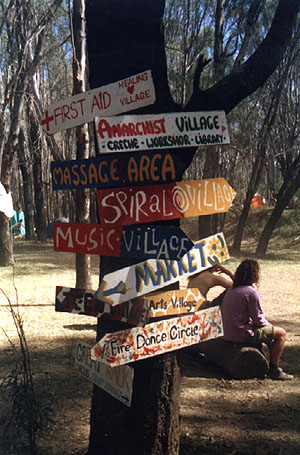 + FIRST AID
HEALING
VILLAGE
ANARCHIST VILLAGE
- CRECHE - WORKSHOP - LIBRARY -
MASSAGE AREA
SPIRAL VILLAGE
MUSIC VILLAGE
MARKET
Arts Village
Fire Dance Circle